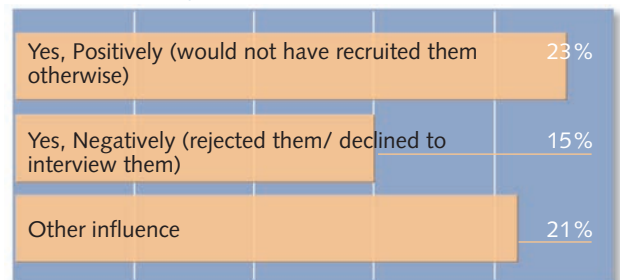 Yes, Positively (would not have recruited them
otherwise)
23%
Yes, Negatively (rejected them/ declined to
interview them)
15%
Other influence
21%